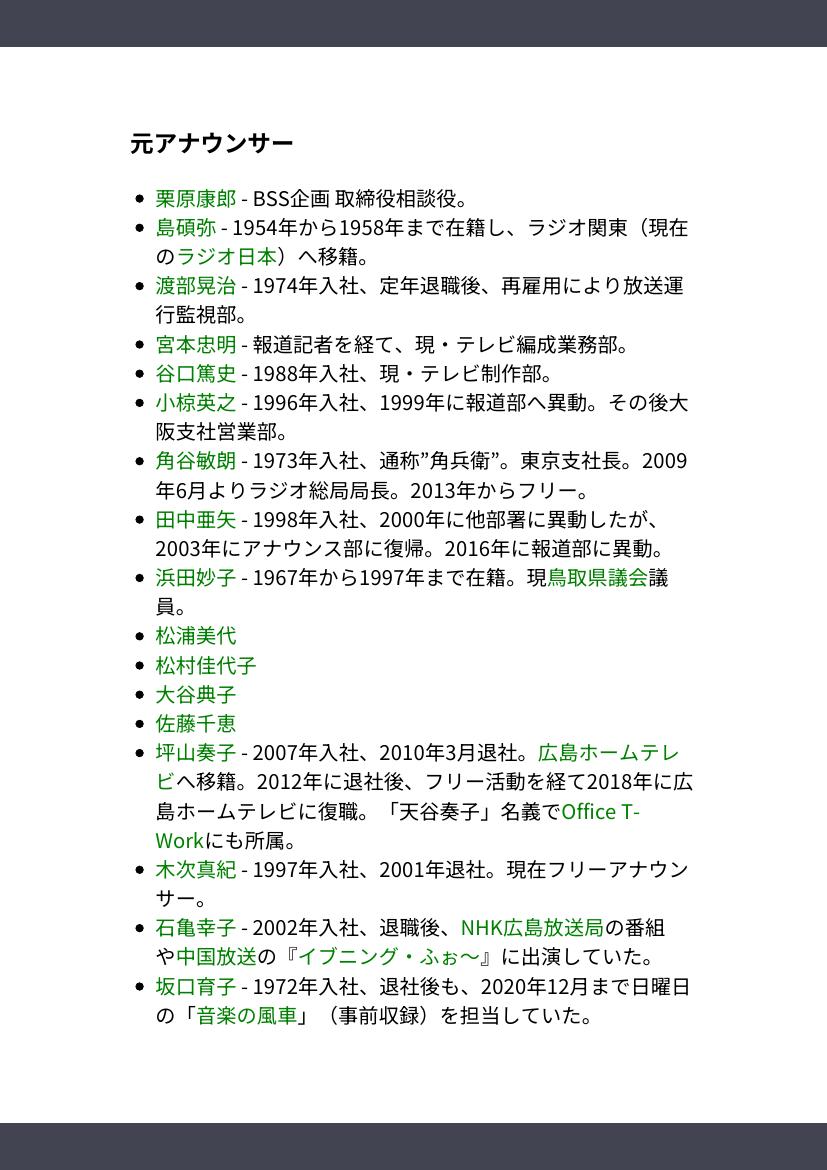 元アナウンサー
栗原康郎 - BSS企画 取締役相談役。
島碩弥 - 1954年から1958年まで在籍し、ラジオ関東（現在
のラジオ日本）へ移籍。
渡部晃治 - 1974年入社、定年退職後、再雇用により放送運
行監視部。
宮本忠明 - 報道記者を経て、現・テレビ編成業務部。
谷口篤史 - 1988年入社、現・テレビ制作部。
小椋英之 - 1996年入社、1999年に報道部へ異動。その後大
阪支社営業部。
角谷敏朗 - 1973年入社、通称”角兵衛”。東京支社長。2009
年6月よりラジオ総局局長。2013年からフリー。
田中亜矢 - 1998年入社、2000年に他部署に異動したが、
2003年にアナウンス部に復帰。2016年に報道部に異動。
浜田妙子 - 1967年から1997年まで在籍。現鳥取県議会議
員。
松浦美代
松村佳代子
大谷典子
佐藤千恵
坪山奏子 - 2007年入社、2010年3月退社。広島ホームテレ
ビへ移籍。2012年に退社後、フリー活動を経て2018年に広
島ホームテレビに復職。「天谷奏子」名義でOffice T-
Workにも所属。
木次真紀 - 1997年入社、2001年退社。現在フリーアナウン
サー。
石亀幸子 - 2002年入社、退職後、NHK広島放送局の番組
や中国放送の『イブニング・ふぉ〜』に出演していた。
坂口育子 - 1972年入社、退社後も、2020年12月まで日曜日
の「音楽の風車」（事前収録）を担当していた。